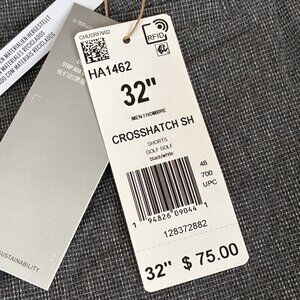 CHUSREN02
RFID
HA1462
32"
MEN / HOMBRE
CROSSHATCH SH
SHORTS
GOLF GOLF
black/white
48
700
UPC
1 94826 09044 1
128372882
32" $ 75.00
SUSTAINABILITY